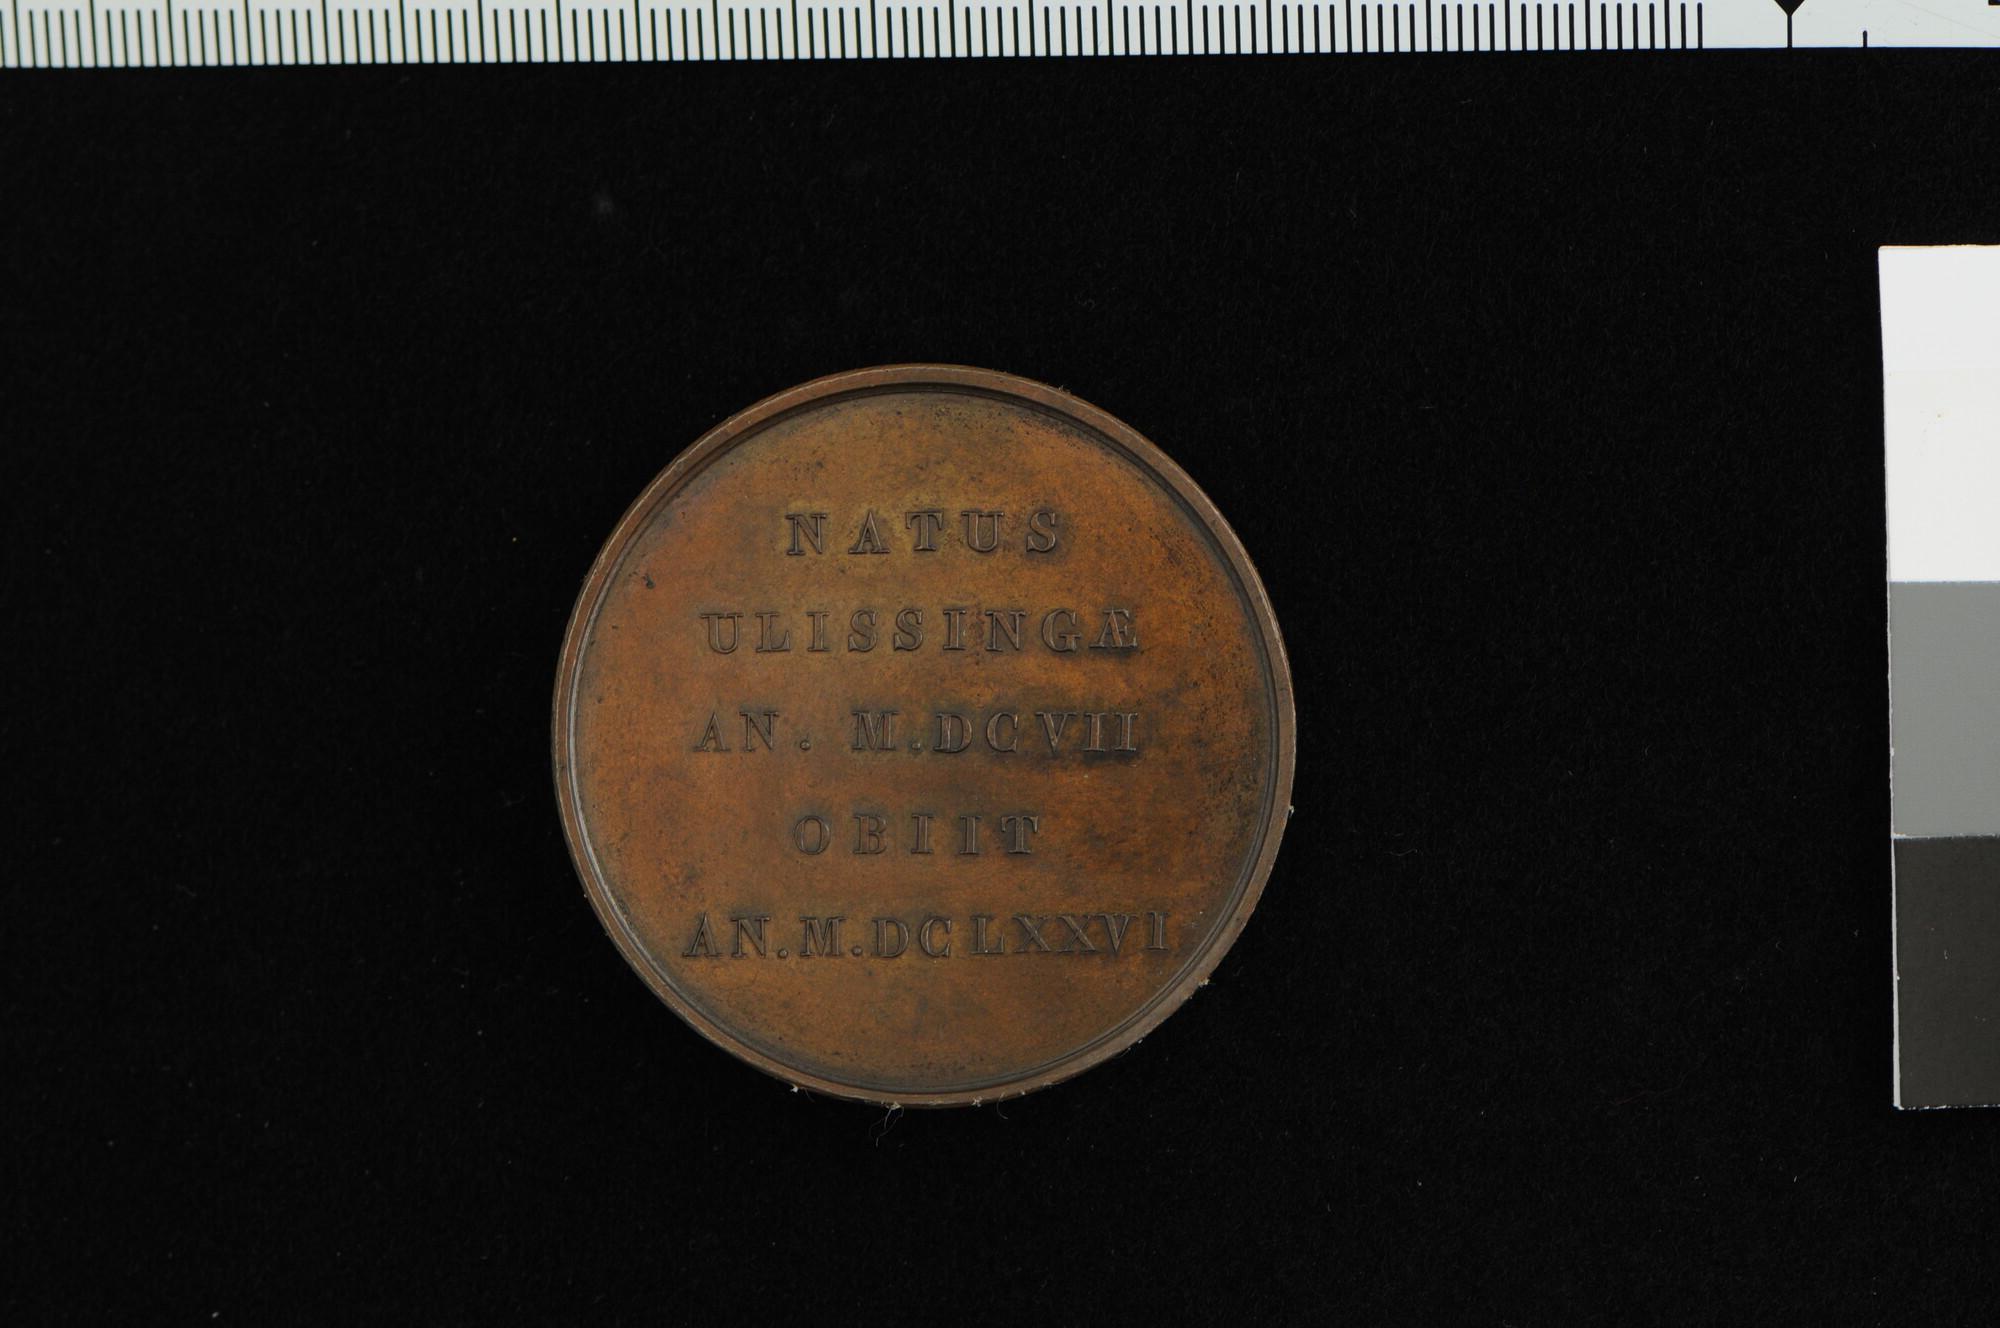 NATUS
ULISSINGÆ
AN. M.DCVII
OBIIT
AN.M.DCLXXVI